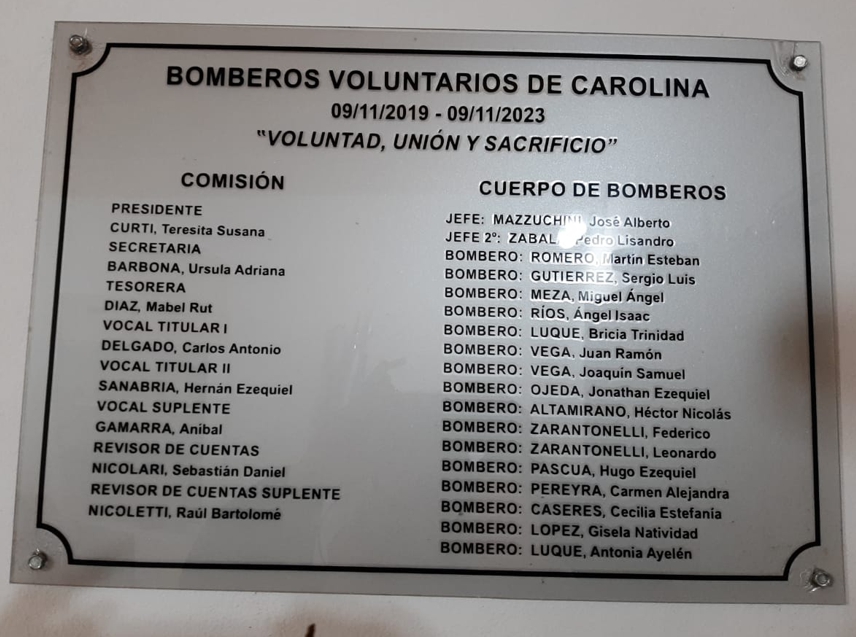 BOMBEROS VOLUNTARIOS DE CAROLINA
09/11/2019 - 09/11/2023
"VOLUNTAD, UNIÓN Y SACRIFICIO"
COMISIÓN
PRESIDENTE
CURTI, Teresita Susana
SECRETARIA
BARBONA, Ursula Adriana
TESORERA
DIAZ, Mabel Rut
VOCAL TITULAR I
DELGADO, Carlos Antonio
VOCAL TITULAR II
SANABRIA, Hernán Ezequiel
VOCAL SUPLENTE
GAMARRA, Aníbal
REVISOR DE CUENTAS
NICOLARI, Sebastián Daniel
REVISOR DE CUENTAS SUPLENTE
NICOLETTI, Raúl Bartolomé
CUERPO DE BOMBEROS
JEFE: José Alberto
JEFE 2º: Pedro Lisandro
BOMBERO: ROMERO, Martin Esteban
BOMBERO: GUTIERREZ, Sergio Luis
BOMBERO: MEZA, Miguel Ángel
BOMBERO: RÍOS, Ángel Isaac
BOMBERO: LUQUE, Bricia Trinidad
BOMBERO: VEGA, Juan Ramón
BOMBERO: VEGA, Joaquín Samuel
BOMBERO: OJEDA, Jonathan Ezequiel
BOMBERO: ALTAMIRANO, Héctor Nicolás
BOMBERO: ZARANTONELLI, Federico
BOMBERO: ZARANTONELLI, Leonardo
BOMBERO: PASCUA, Hugo Ezequiel
BOMBERO: PEREYRA, Carmen Alejandra
BOMBERO: CASERES, Cecilia Estefanía
BOMBERO: LOPEZ, Gisela Natividad
BOMBERO: LUQUE, Antonia Ayelén